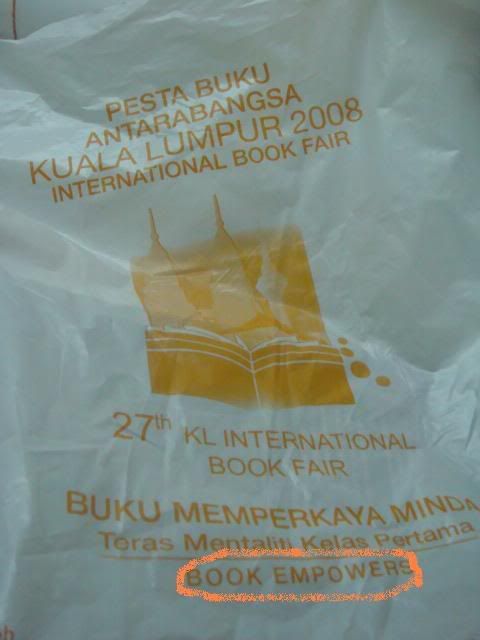 PESTA BUKU
ANTARABANGSA
KUALA LUMPUR 2008
INTERNATIONAL BOOK FAIR
27th KL INTERNATIONAL
BOOK FAIR
BUKU MEMPERKAYA MINDA
Teras Mentaliti Kelas Pertama
BOOK EMPOWERS